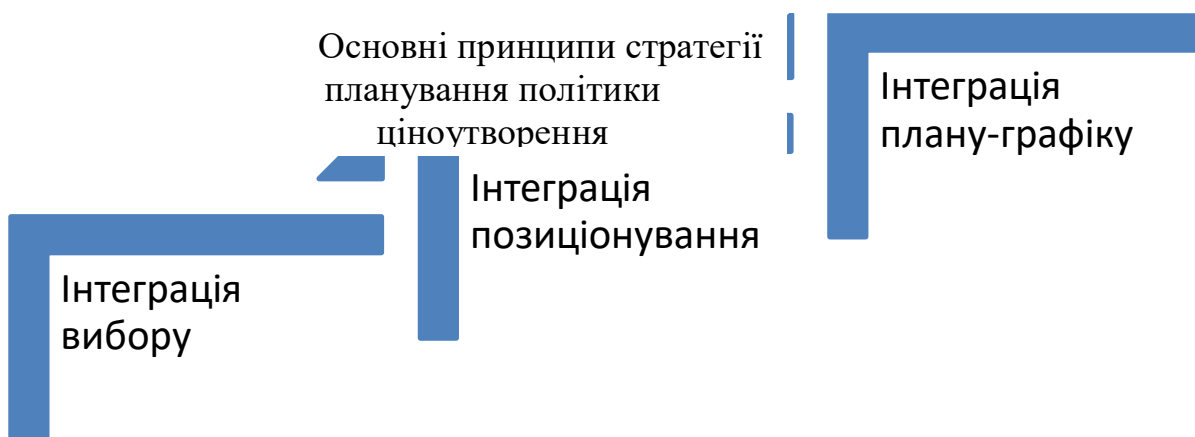 Основні принципи стратегії
планування політики
ціноутворення
Інтеграція
плану-графіку
Інтеграція
позиціонування
Інтеграція
вибору